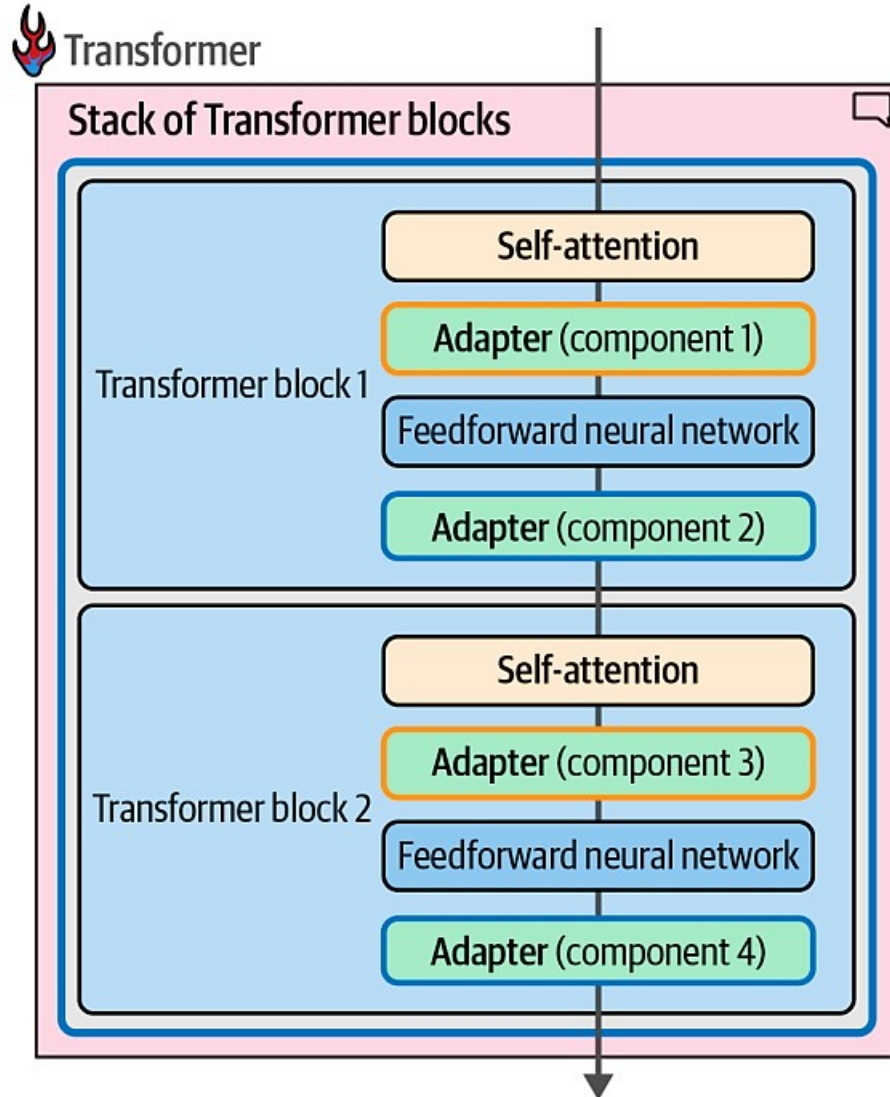 Transformer
Stack of Transformer blocks
Transformer block 1
Self-attention
Adapter (component 1)
Feedforward neural network
Adapter (component 2)
Transformer block 2
Self-attention
Adapter (component 3)
Feedforward neural network
Adapter (component 4)